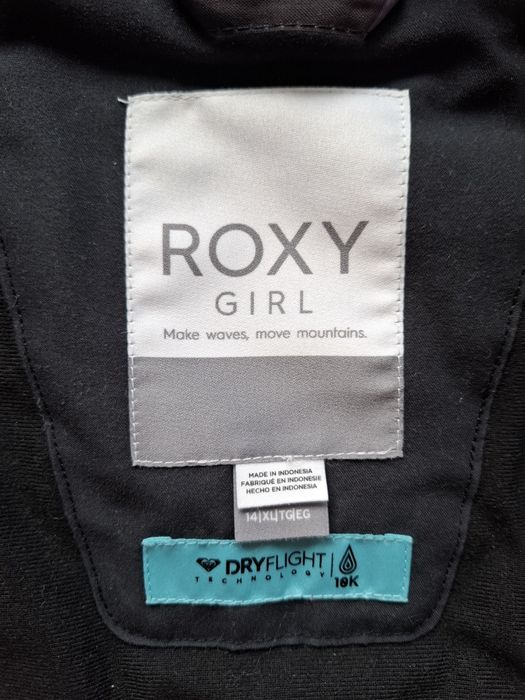 ROXY
GIRL
Make waves, move mountains.
MADE IN INDONESIA
FABRIQUÉ EN INDONESIE
HECHO EN INDONESIA
14|XL|TG|EG
DRYFLIGHT
TECHNOLOGY
10K